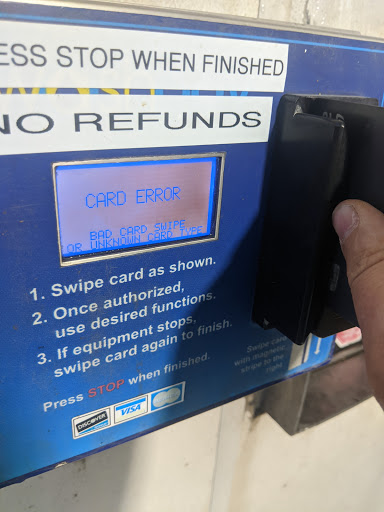 ESS STOP WHEN FINISHED
NO REFUNDS
CARD ERROR
BAD CARD SWIPE
OR UNKNOWN CARD TYPE
1. Swipe card as shown.
2. Once authorized,
use desired functions.
3. If equipment stops,
swipe card again to finish.
Press STOP when finished.
DISCOVER
VISA
Swipe card
with magnetic
stripe to the
right.